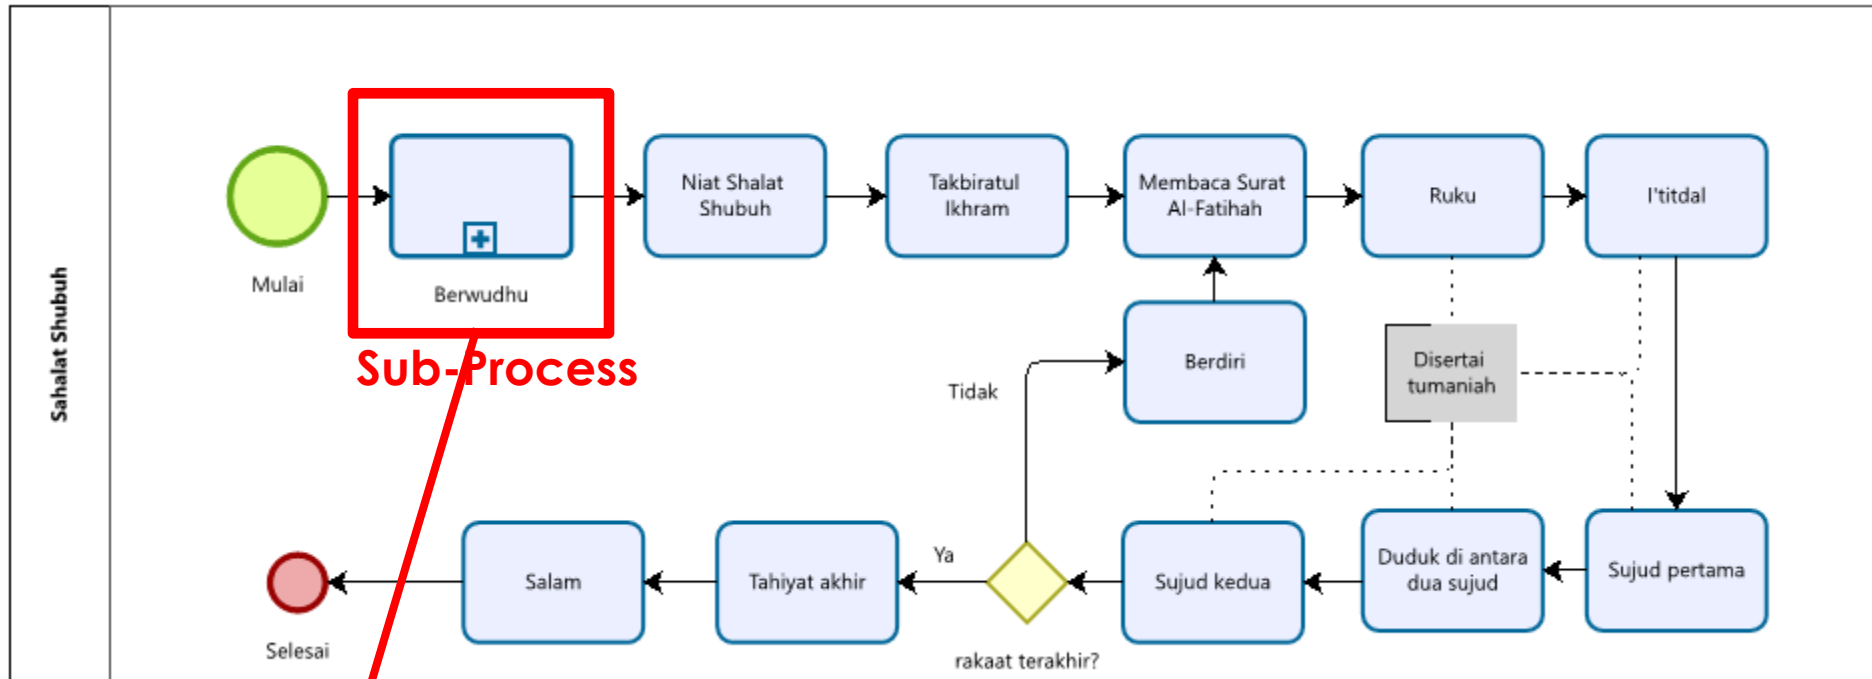 Sahalat Shubuh
Mulai
Berwudhu
Sub-Process
Niat Shalat
Shubuh
Takbiratul
Ikhram
Membaca Surat
Al-Fatihah
Ruku
I'titdal
Berdiri
Disertai
tumaniah
Tidak
Sujud pertama
Duduk di antara
dua sujud
Sujud kedua
rakaat terakhir?
Ya
Tahiyat akhir
Salam
Selesai